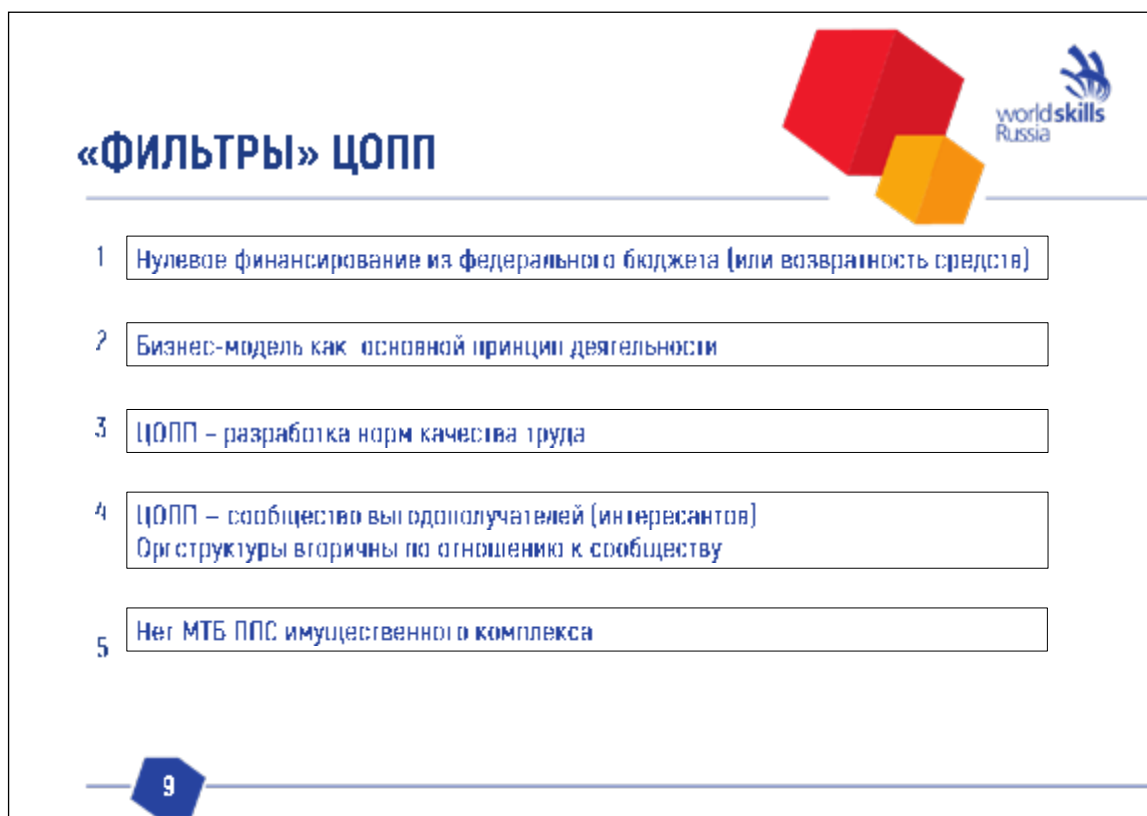 worldskills
Russia
«ФИЛЬТРЫ» ЦОПП
1 Нулевое финансирование из федерального бюджета (или возвратность средств)
2 Бизнес-модель как основной принцип деятельности
3 ЦОПП – разработка норм качества труда
4 ЦОПП – сообщество выгодополучателей (интересантов)
Оргструктуры вторичны по отношению к сообществу
5 Нет МТБ ППС имущественного комплекса
9